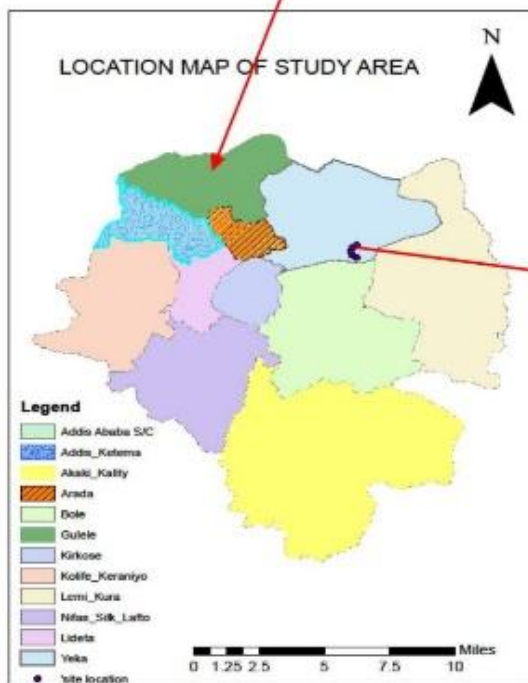 N
LOCATION MAP OF STUDY AREA
Legend
Addis Ababa S/C
Addis_Ketema
Akaki_Kality
Arada
Bole
Gulele
Kirkose
Kolife_Keraniyo
Lemi_Kura
Nifas_Silk_Lafto
Lideta
Yeka
'site location
Miles
0 1.25 2.5 5 7.5 10